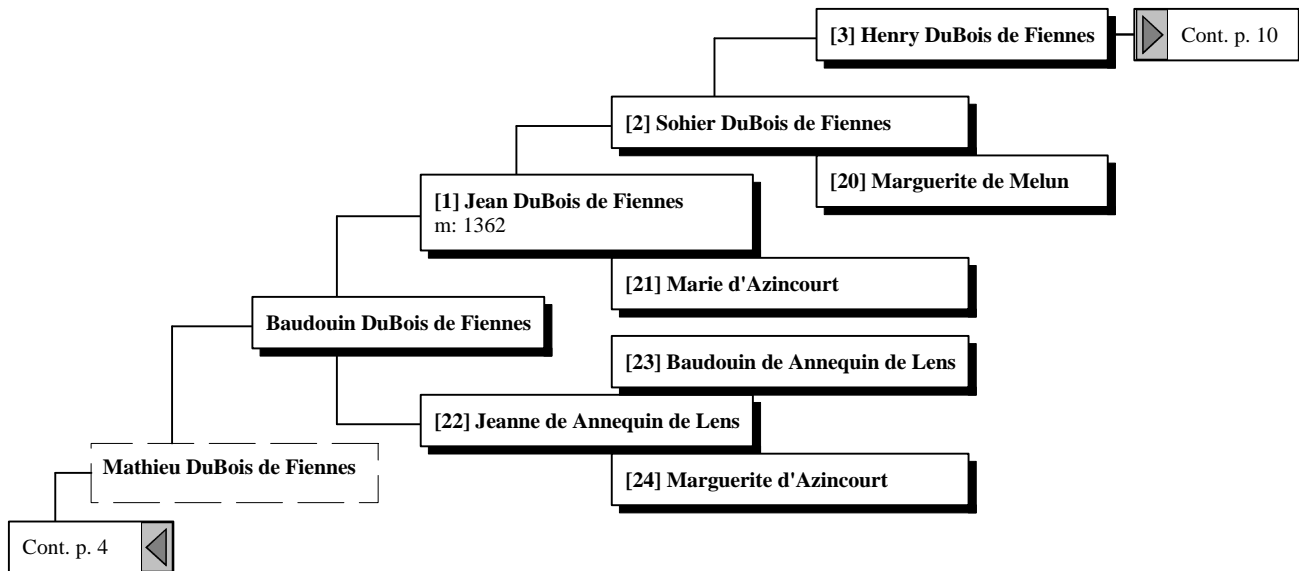 [3] Henry DuBois de Fiennes
Cont. p. 10
[2] Sohier DuBois de Fiennes
[20] Marguerite de Melun
[1] Jean DuBois de Fiennes
m: 1362
[21] Marie d'Azincourt
Baudouin DuBois de Fiennes
[23] Baudouin de Annequin de Lens
[22] Jeanne de Annequin de Lens
Mathieu DuBois de Fiennes
[24] Marguerite d'Azincourt
Cont. p. 4